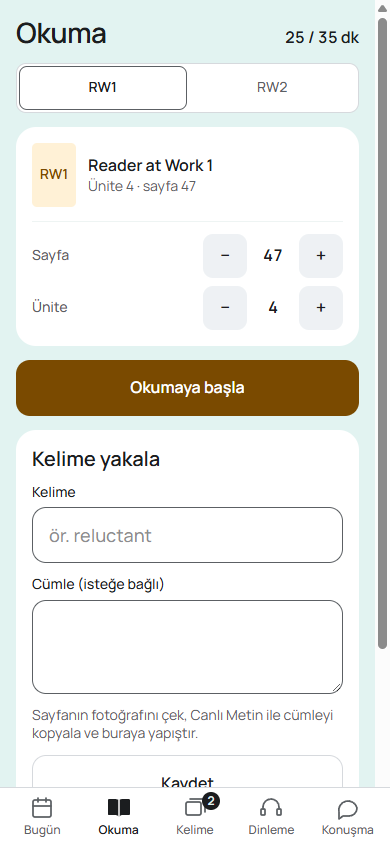 Okuma
25 / 35 dk
RW1
RW2
RW1
Reader at Work 1
Ünite 4 · sayfa 47
Sayfa
− 47 +
Ünite
− 4 +
Okumaya başla
Kelime yakala
Kelime
ör. reluctant
Cümle (isteğe bağlı)
Sayfanın fotoğrafını çek, Canlı Metin ile cümleyi
kopyala ve buraya yapıştır.
Kaydet
2
Bugün
Okuma
Kelime
Dinleme
Konuşma